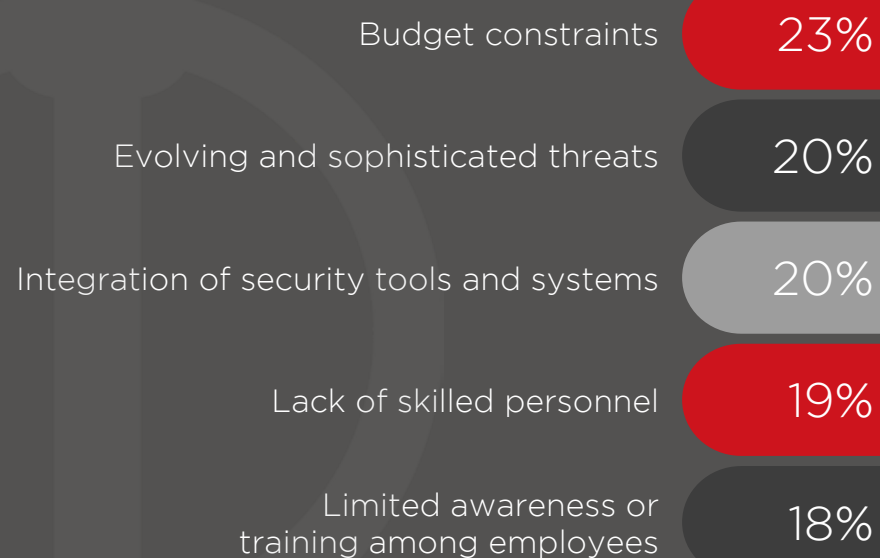 Budget constraints 23%
Evolving and sophisticated threats 20%
Integration of security tools and systems 20%
Lack of skilled personnel 19%
Limited awareness or
training among employees 18%